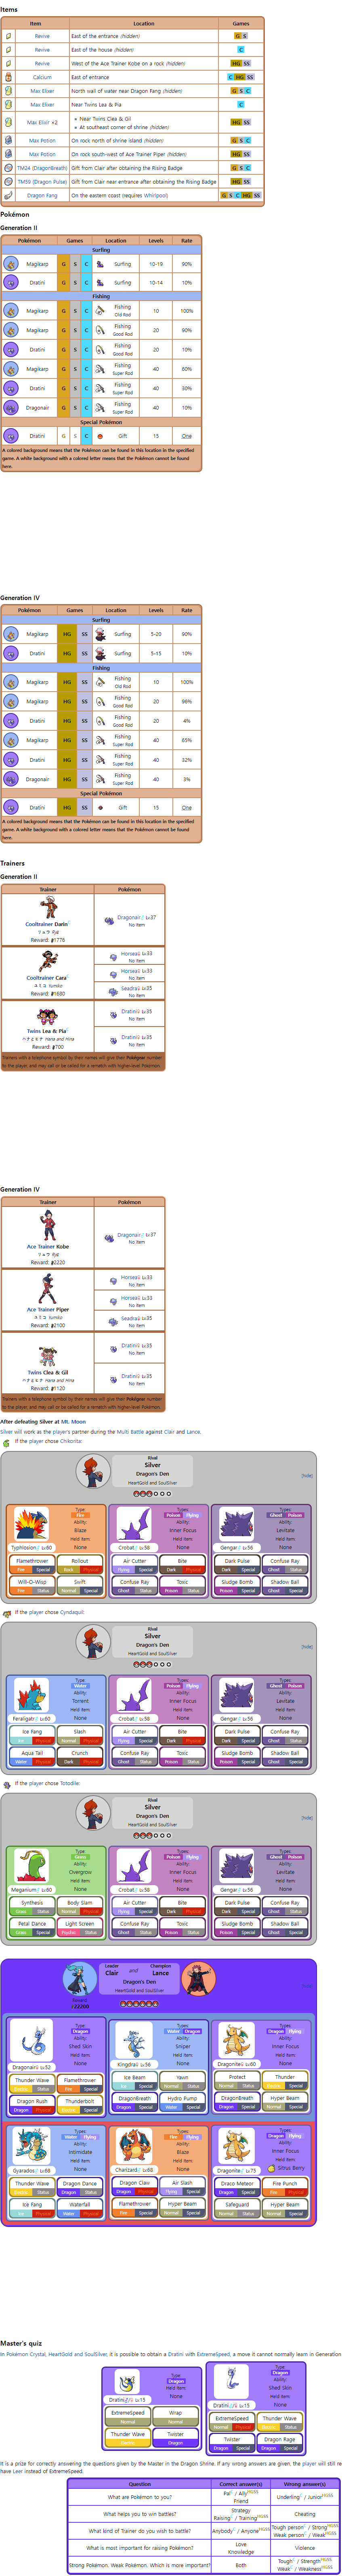 Items
Item Location Games
Revive East of the entrance (hidden) G S
Revive East of the house (hidden) C
Revive West of the Ace Trainer Kobe on a rock (hidden) HG SS
Calcium East of entrance C HG SS
Max Elixer North wall of water near Dragon Fang (hidden) G S C
Max Elixer Near Twins Lea & Pia C
Max Elixir ×2 Near Twins Clea & Gil
At southeast corner of shrine (hidden) HG SS
Max Potion On rock north of shrine island (hidden) G S C
Max Potion On rock south-west of Ace Trainer Piper (hidden) HG SS
TM24 (DragonBreath) Gift from Clair after obtaining the Rising Badge G S C
TM59 (Dragon Pulse) Gift from Clair near entrance after obtaining the Rising Badge HG SS
Dragon Fang On the eastern coast (requires Whirlpool) G S C HG SS
Pokémon
Generation II
Pokémon Games Location Levels Rate
Surfing
Magikarp G S C Surfing 10-19 90%
Dratini G S C Surfing 10-14 10%
Fishing
Magikarp G S C Fishing Old Rod 10 100%
Magikarp G S C Fishing Good Rod 20 90%
Dratini G S C Fishing Good Rod 20 10%
Magikarp G S C Fishing Super Rod 40 60%
Dratini G S C Fishing Super Rod 40 30%
Dragonair G S C Fishing Super Rod 40 10%
Special Pokémon
Dratini G S C Gift 15 One
A colored background means that the Pokémon can be found in this location in the specified
game. A white background with a colored letter means that the Pokémon cannot be found
here.
Generation IV
Pokémon Games Location Levels Rate
Surfing
Magikarp HG SS Surfing 5-20 90%
Dratini HG SS Surfing 5-15 10%
Fishing
Magikarp HG SS Fishing Old Rod 10 100%
Magikarp HG SS Fishing Good Rod 20 96%
Dratini HG SS Fishing Good Rod 20 4%
Magikarp HG SS Fishing Super Rod 40 65%
Dratini HG SS Fishing Super Rod 40 32%
Dragonair HG SS Fishing Super Rod 40 3%
Special Pokémon
Dratini HG SS Gift 15 One
A colored background means that the Pokémon can be found in this location in the specified
game. A white background with a colored letter means that the Pokémon cannot be found
here.
Trainers
Generation II
Trainer Pokémon
Cooltrainer Darin
Reward: 1776
Dragonair♂ Lv.37
No item
Cooltrainer Cara
Reward: 1680
Horsea♀ Lv.33
No item
Horsea♀ Lv.33
No item
Seadra♀ Lv.35
No item
Twins Lea & Pia
Reward: 700
Dratini♀ Lv.35
No item
Dratini♀ Lv.35
No item
Trainers with a telephone symbol by their names will give their Pokégear number
to the player, and may call or be called for a rematch with higher-level Pokémon.
Generation IV
Trainer Pokémon
Ace Trainer Kobe
Reward: 2220
Dragonair♂ Lv.37
No item
Ace Trainer Piper
Reward: 2100
Horsea♀ Lv.33
No item
Horsea♀ Lv.33
No item
Seadra♀ Lv.35
No item
Twins Clea & Gil
Reward: 1120
Dratini♀ Lv.35
No item
Dratini♀ Lv.35
No item
Trainers with a telephone symbol by their names will give their Pokégear number
to the player, and may call or be called for a rematch with higher-level Pokémon.
After defeating Silver at Mt. Moon
Silver will work as the player's partner during the Multi Battle against Clair and Lance.
If the player chose Chikorita:
Rival
Silver
Dragon's Den
HeartGold and SoulSilver
[hide]
Type: Fire
Ability: Blaze
Held item: None
Typhlosion♂ Lv.60
Flamethrower Fire Special
Rollout Rock Physical
Will-O-Wisp Fire Status
Swift Normal Special
Types: Poison Flying
Ability: Inner Focus
Held item: None
Crobat♂ Lv.58
Air Cutter Flying Special
Bite Dark Physical
Confuse Ray Ghost Status
Toxic Poison Status
Types: Ghost Poison
Ability: Levitate
Held item: None
Gengar♂ Lv.56
Dark Pulse Dark Special
Confuse Ray Ghost Status
Sludge Bomb Poison Special
Shadow Ball Ghost Special
If the player chose Cyndaquil:
Rival
Silver
Dragon's Den
HeartGold and SoulSilver
[hide]
Type: Water
Ability: Torrent
Held item: None
Feraligatr♂ Lv.60
Ice Fang Ice Physical
Slash Normal Physical
Aqua Tail Water Physical
Crunch Dark Physical
Types: Poison Flying
Ability: Inner Focus
Held item: None
Crobat♂ Lv.58
Air Cutter Flying Special
Bite Dark Physical
Confuse Ray Ghost Status
Toxic Poison Status
Types: Ghost Poison
Ability: Levitate
Held item: None
Gengar♂ Lv.56
Dark Pulse Dark Special
Confuse Ray Ghost Status
Sludge Bomb Poison Special
Shadow Ball Ghost Special
If the player chose Totodile:
Rival
Silver
Dragon's Den
HeartGold and SoulSilver
[hide]
Type: Grass
Ability: Overgrow
Held item: None
Meganium♂ Lv.60
Synthesis Grass Status
Body Slam Normal Physical
Petal Dance Grass Special
Light Screen Psychic Status
Types: Poison Flying
Ability: Inner Focus
Held item: None
Crobat♂ Lv.58
Air Cutter Flying Special
Bite Dark Physical
Confuse Ray Ghost Status
Toxic Poison Status
Types: Ghost Poison
Ability: Levitate
Held item: None
Gengar♂ Lv.56
Dark Pulse Dark Special
Confuse Ray Ghost Status
Sludge Bomb Poison Special
Shadow Ball Ghost Special
Leader Clair and Champion Lance
Dragon's Den
HeartGold and SoulSilver
Reward: 22200
Type: Dragon
Ability: Shed Skin
Held item: None
Dragonair♀ Lv.52
Thunder Wave Electric Status
Flamethrower Fire Special
Dragon Rush Dragon Physical
Thunderbolt Electric Special
Types: Water Dragon
Ability: Sniper
Held item: None
Kingdra♀ Lv.56
Ice Beam Ice Special
Yawn Normal Status
DragonBreath Dragon Special
Hydro Pump Water Special
Types: Dragon Flying
Ability: Inner Focus
Held item: None
Dragonite♀ Lv.60
Protect Normal Status
Thunder Electric Special
DragonBreath Dragon Special
Hyper Beam Normal Special
Types: Water Flying
Ability: Intimidate
Held item: None
Gyarados♂ Lv.68
Thunder Wave Electric Status
Dragon Dance Dragon Status
Ice Fang Ice Physical
Waterfall Water Physical
Types: Fire Flying
Ability: Blaze
Held item: None
Charizard♂ Lv.68
Dragon Claw Dragon Physical
Air Slash Flying Special
Flamethrower Fire Special
Hyper Beam Normal Special
Types: Dragon Flying
Ability: Inner Focus
Held item: Sitrus Berry
Dragonite♂ Lv.75
Draco Meteor Dragon Special
Fire Punch Fire Physical
Safeguard Normal Status
Hyper Beam Normal Special
Master's quiz
In Pokémon Crystal, HeartGold and SoulSilver, it is possible to obtain a Dratini with ExtremeSpeed, a move it cannot normally learn in Generation
Type: Dragon
Held item: None
Dratini♂/♀ Lv.15
ExtremeSpeed Normal
Wrap Normal
Thunder Wave Electric
Twister Dragon
Type: Dragon
Ability: Shed Skin
Held item: None
Dratini♂/♀ Lv.15
ExtremeSpeed Normal Physical
Thunder Wave Electric Status
Twister Dragon Special
Dragon Rage Dragon Special
It is a prize for correctly answering the questions given by the Master in the Dragon Shrine. If any wrong answers are given, the player will still re
have Leer instead of ExtremeSpeed.
Question Correct answer(s) Wrong answer(s)
What are Pokémon to you? Pal C / Ally HGSS
Friend Underling C / Junior HGSS
What helps you to win battles? Strategy
Raising C / Training HGSS Cheating
What kind of Trainer do you wish to battle? Anybody C / Anyone HGSS Tough person C / Strong HGSS
Weak person C / Weak HGSS
What is most important for raising Pokémon? Love
Knowledge Violence
Strong Pokémon. Weak Pokémon. Which is more important? Both Tough C / Strength HGSS
Weak C / Weakness HGSS